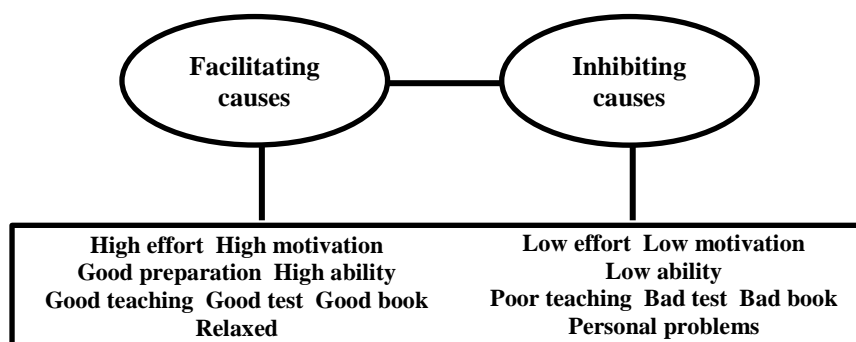 Facilitating
causes
Inhibiting
causes
High effort High motivation
Good preparation High ability
Good teaching Good test Good book
Relaxed
Low effort Low motivation
Low ability
Poor teaching Bad test Bad book
Personal problems